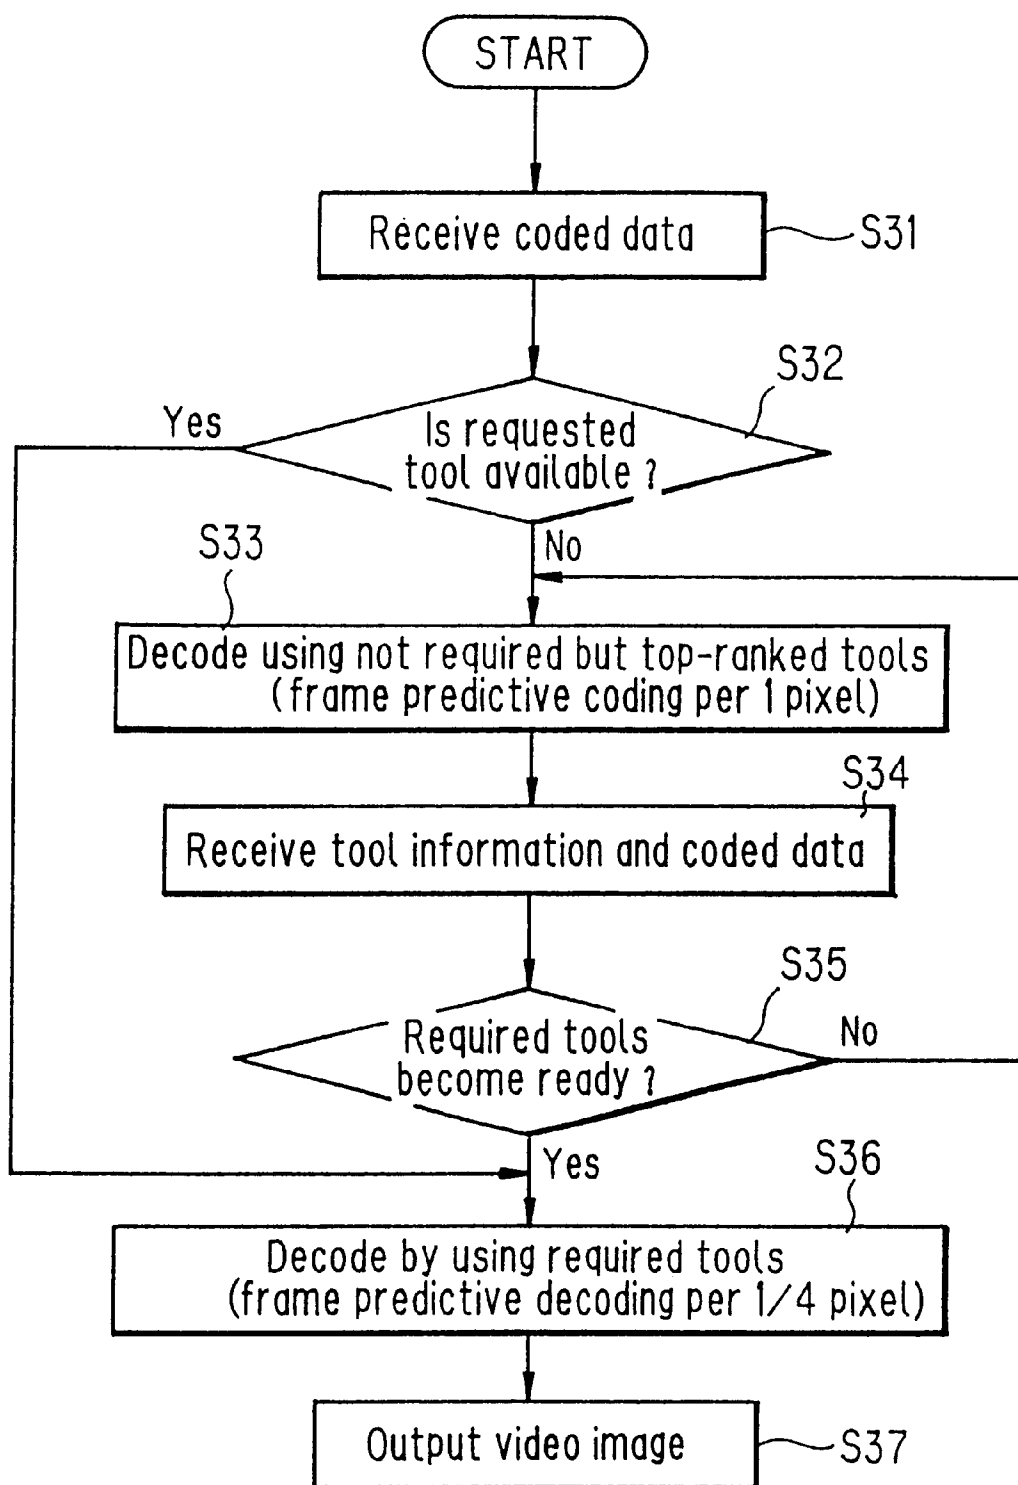 START
Receive coded data
S31
S32
Yes
Is requested
tool available ?
No
S33
Decode using not required but top-ranked tools
(frame predictive coding per 1 pixel)
S34
Receive tool information and coded data
S35
Required tools
become ready ?
No
Yes
S36
Decode by using required tools
(frame predictive decoding per 1/4 pixel)
Output video image
S37